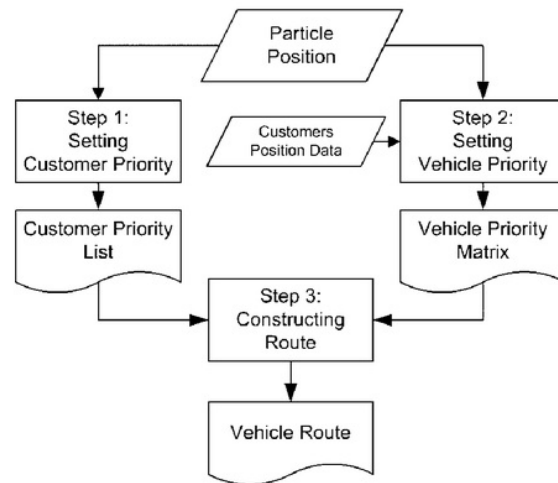 Particle
Position
Step 1:
Setting
Customer Priority
Customers
Position Data
Step 2:
Setting
Vehicle Priority
Customer Priority
List
Vehicle Priority
Matrix
Step 3:
Constructing
Route
Vehicle Route